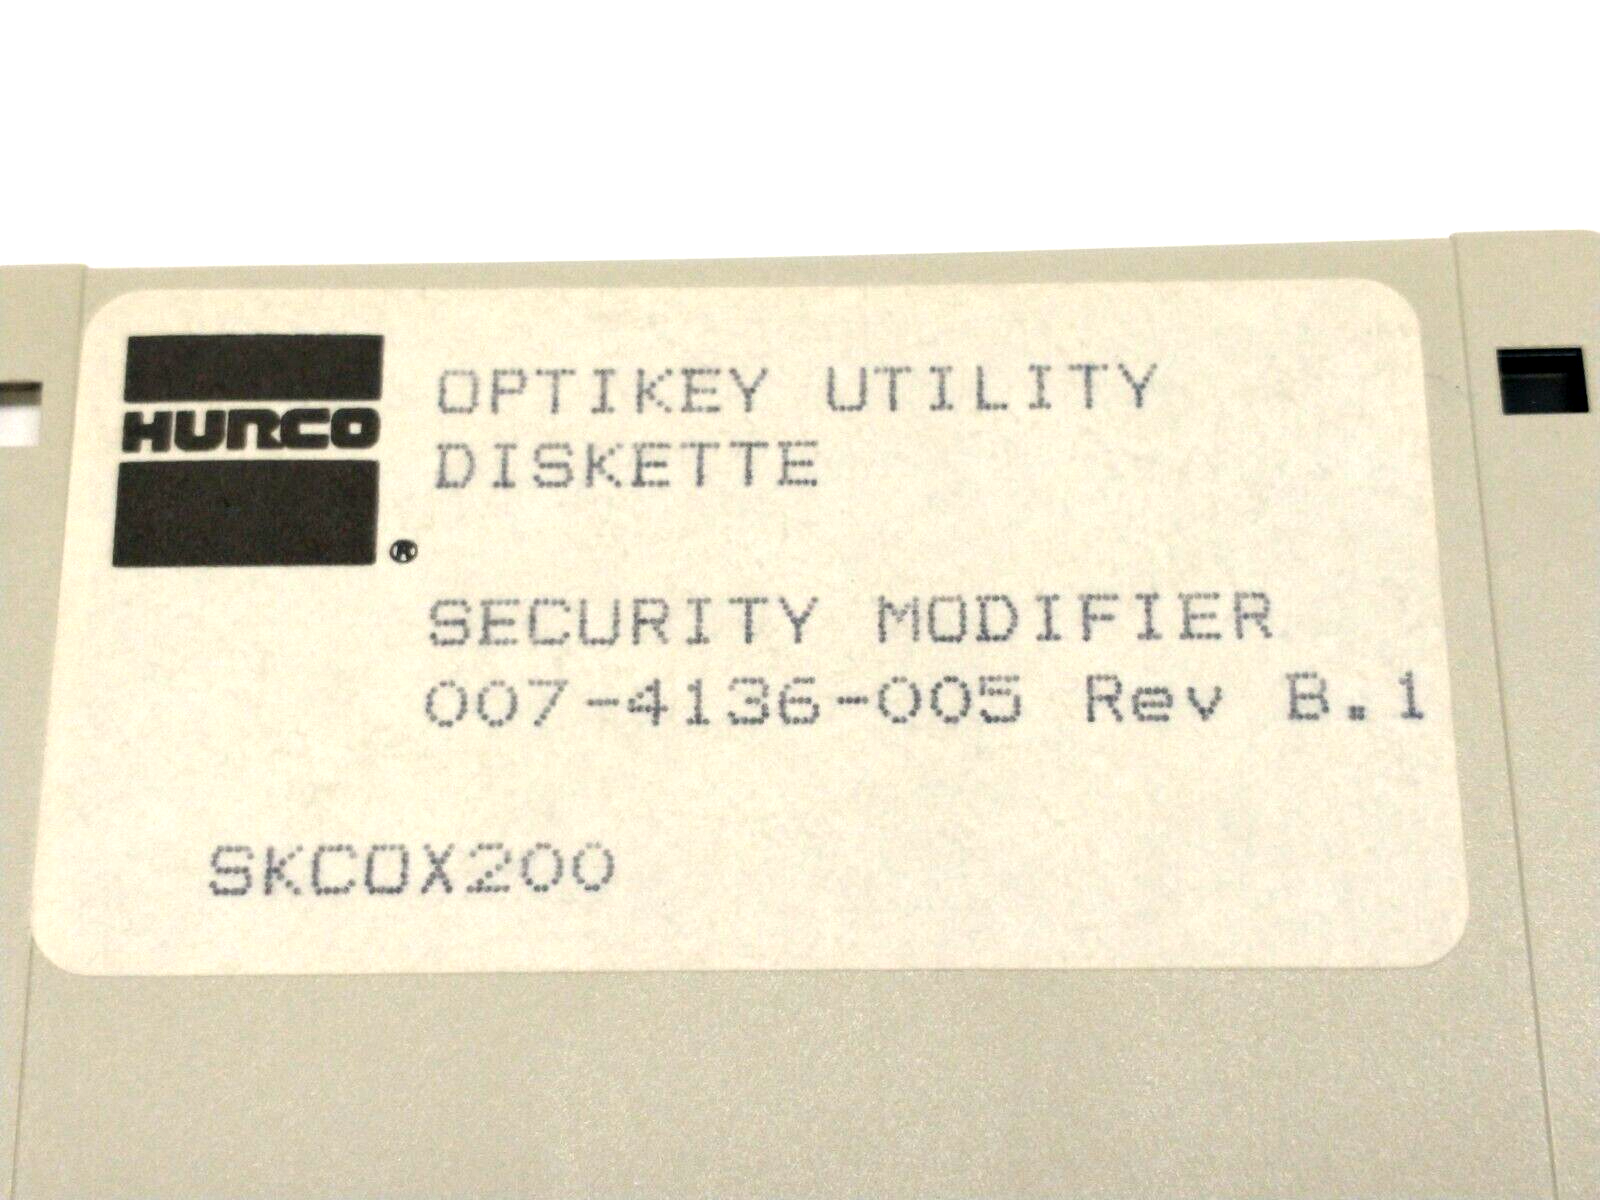 HURCO ®
OPTIKEY UTILITY
DISKETTE
SECURITY MODIFIER
007-4136-005 Rev B.1
SKCOX200